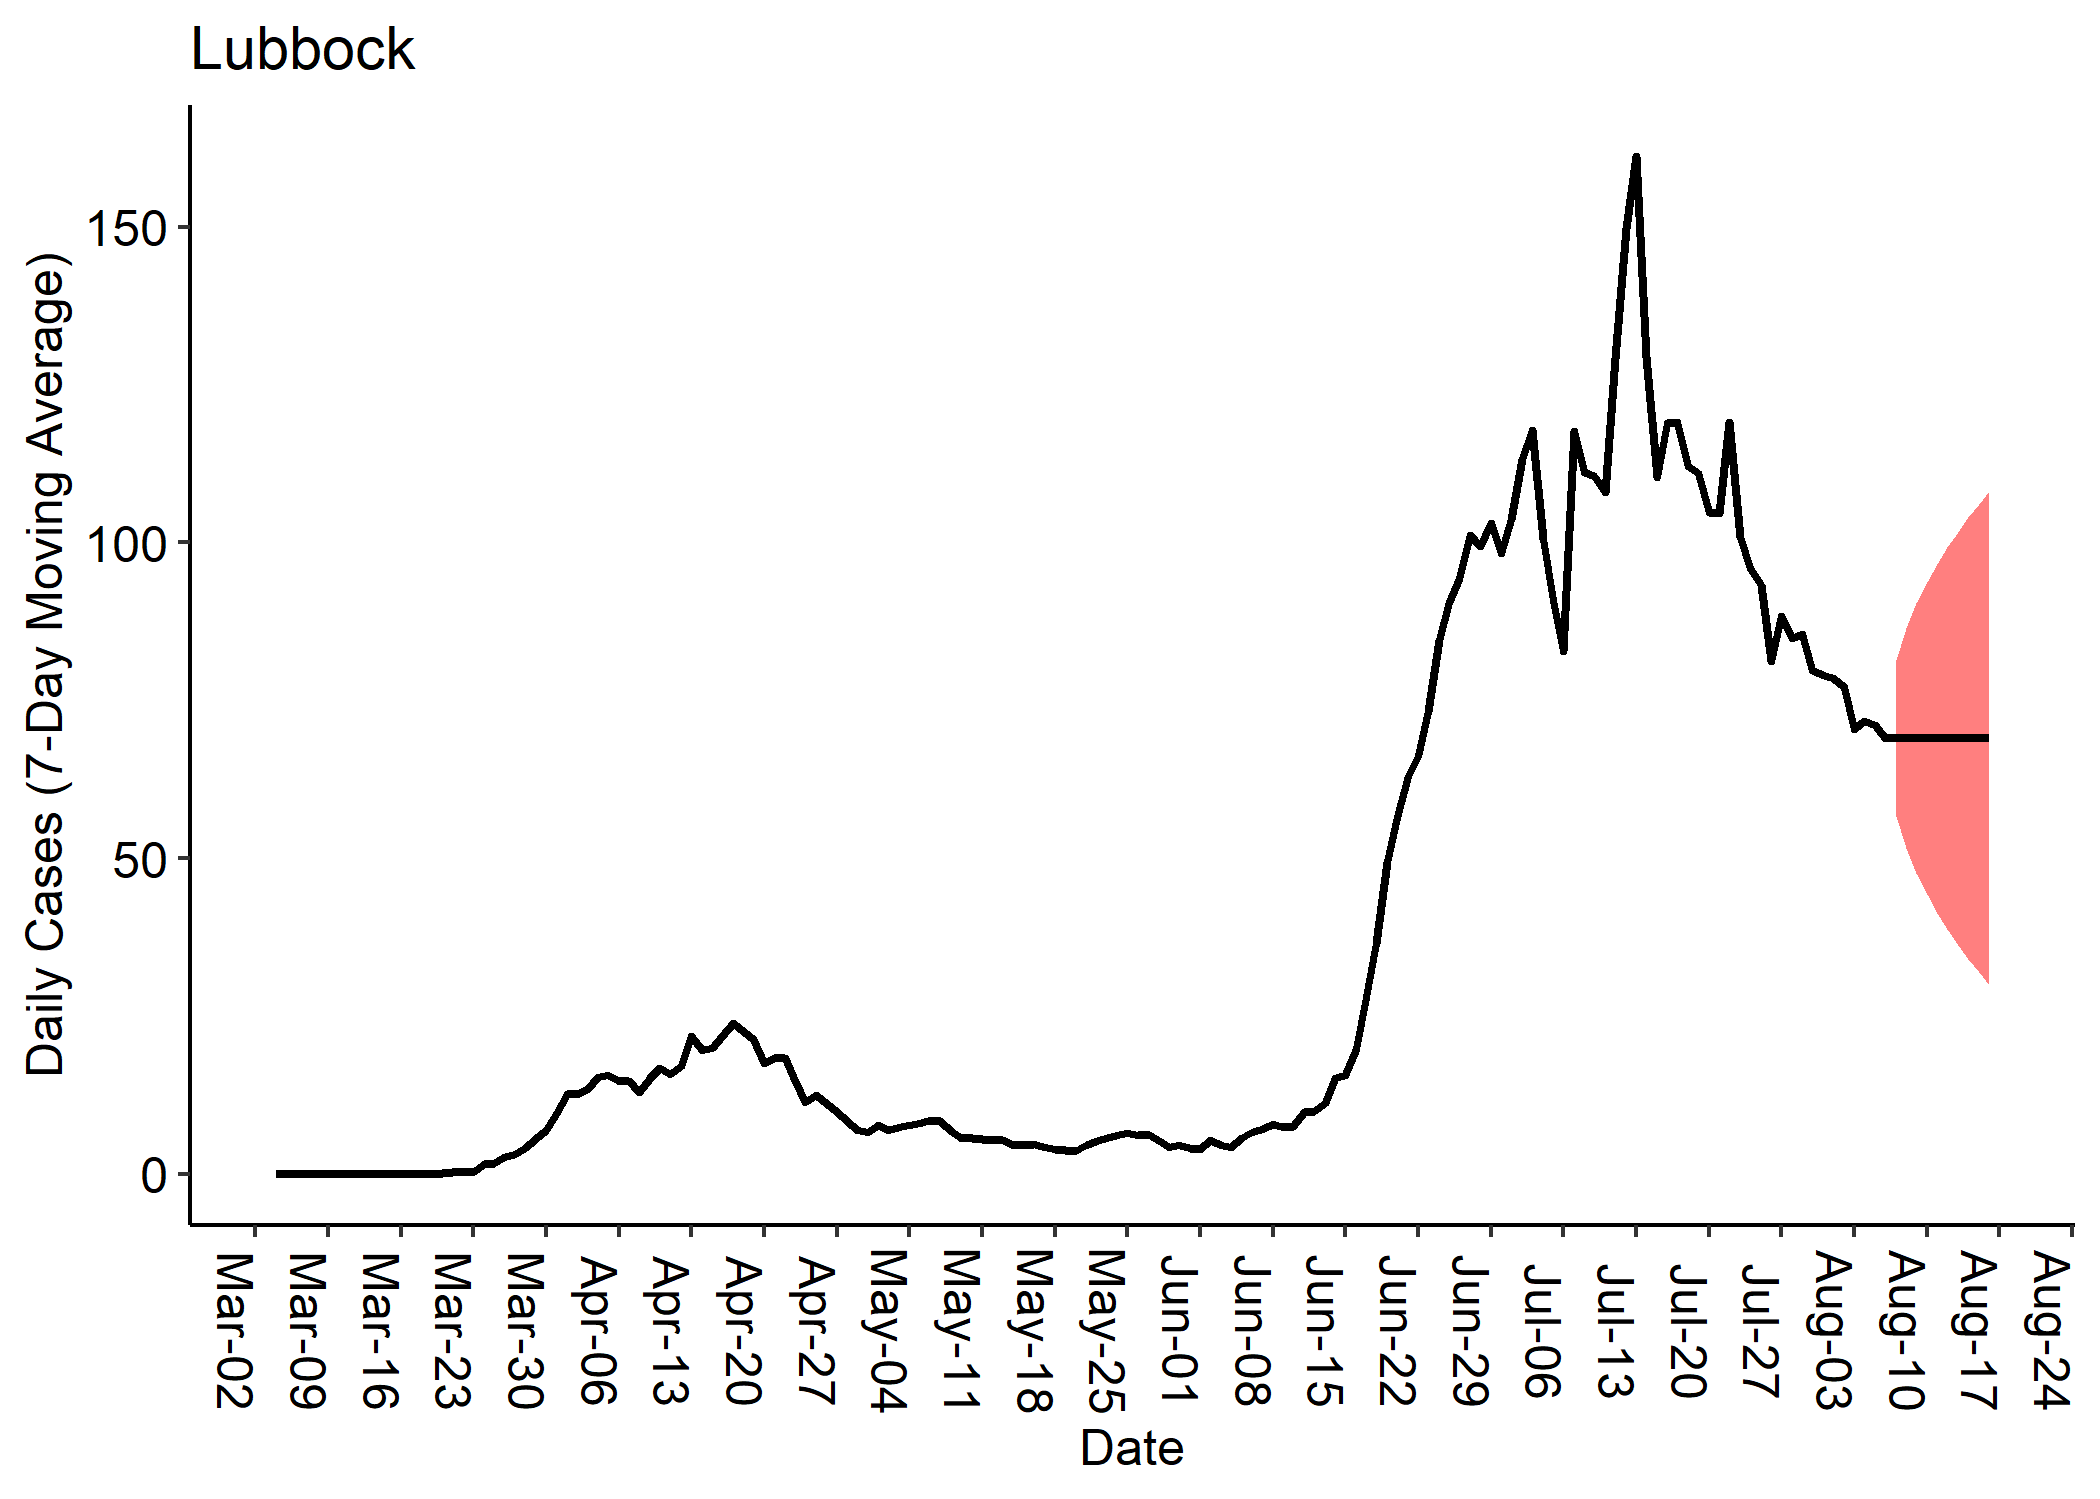 Lubbock
Daily Cases (7-Day Moving Average)
150
100
50
0
Mar-02
Mar-09
Mar-16
Mar-23
Mar-30
Apr-06
Apr-13
Apr-20
Apr-27
May-04
May-11
May-18
May-25
Jun-01
Jun-08
Jun-15
Jun-22
Jun-29
Jul-06
Jul-13
Jul-20
Jul-27
Aug-03
Aug-10
Aug-17
Aug-24
Date